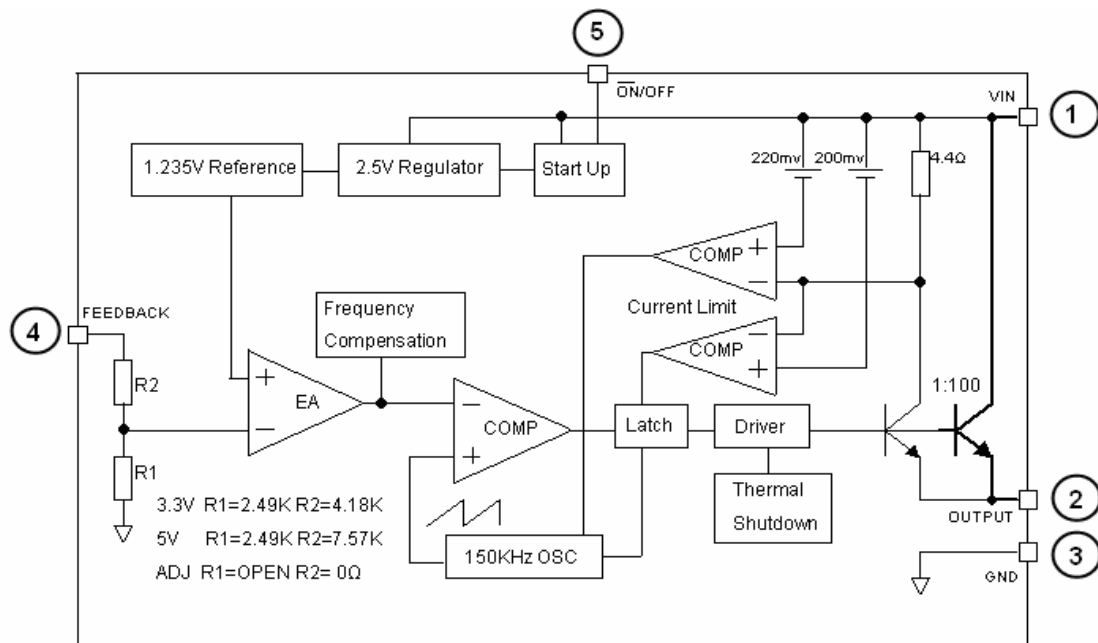 5
ON/OFF
VIN
1
1.235V Reference
2.5V Regulator
Start Up
220mv
200mv
4.4Ω
COMP
+
−
4
FEEDBACK
Frequency
Compensation
Current Limit
COMP
−
+
1:100
R2
+
EA
−
−
COMP
+
Latch
Driver
R1
Thermal
Shutdown
2
OUTPUT
3.3V R1=2.49K R2=4.18K
5V R1=2.49K R2=7.57K
ADJ R1=OPEN R2= 0Ω
150KHz OSC
3
GND